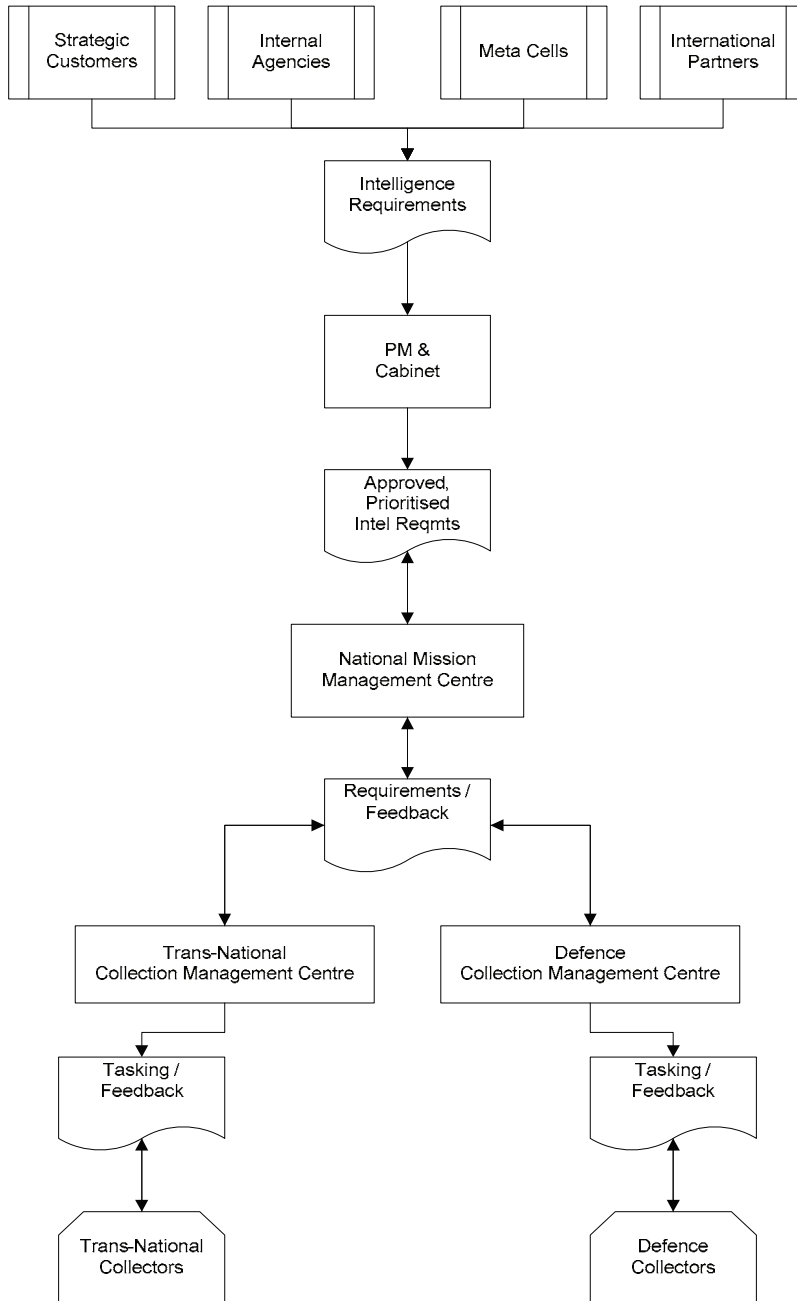 Strategic
Customers
Internal
Agencies
Meta Cells
International
Partners
Intelligence
Requirements
PM &
Cabinet
Approved,
Prioritised
Intel Reqmts
National Mission
Management Centre
Requirements /
Feedback
Trans-National
Collection Management Centre
Defence
Collection Management Centre
Tasking /
Feedback
Tasking /
Feedback
Trans-National
Collectors
Defence
Collectors